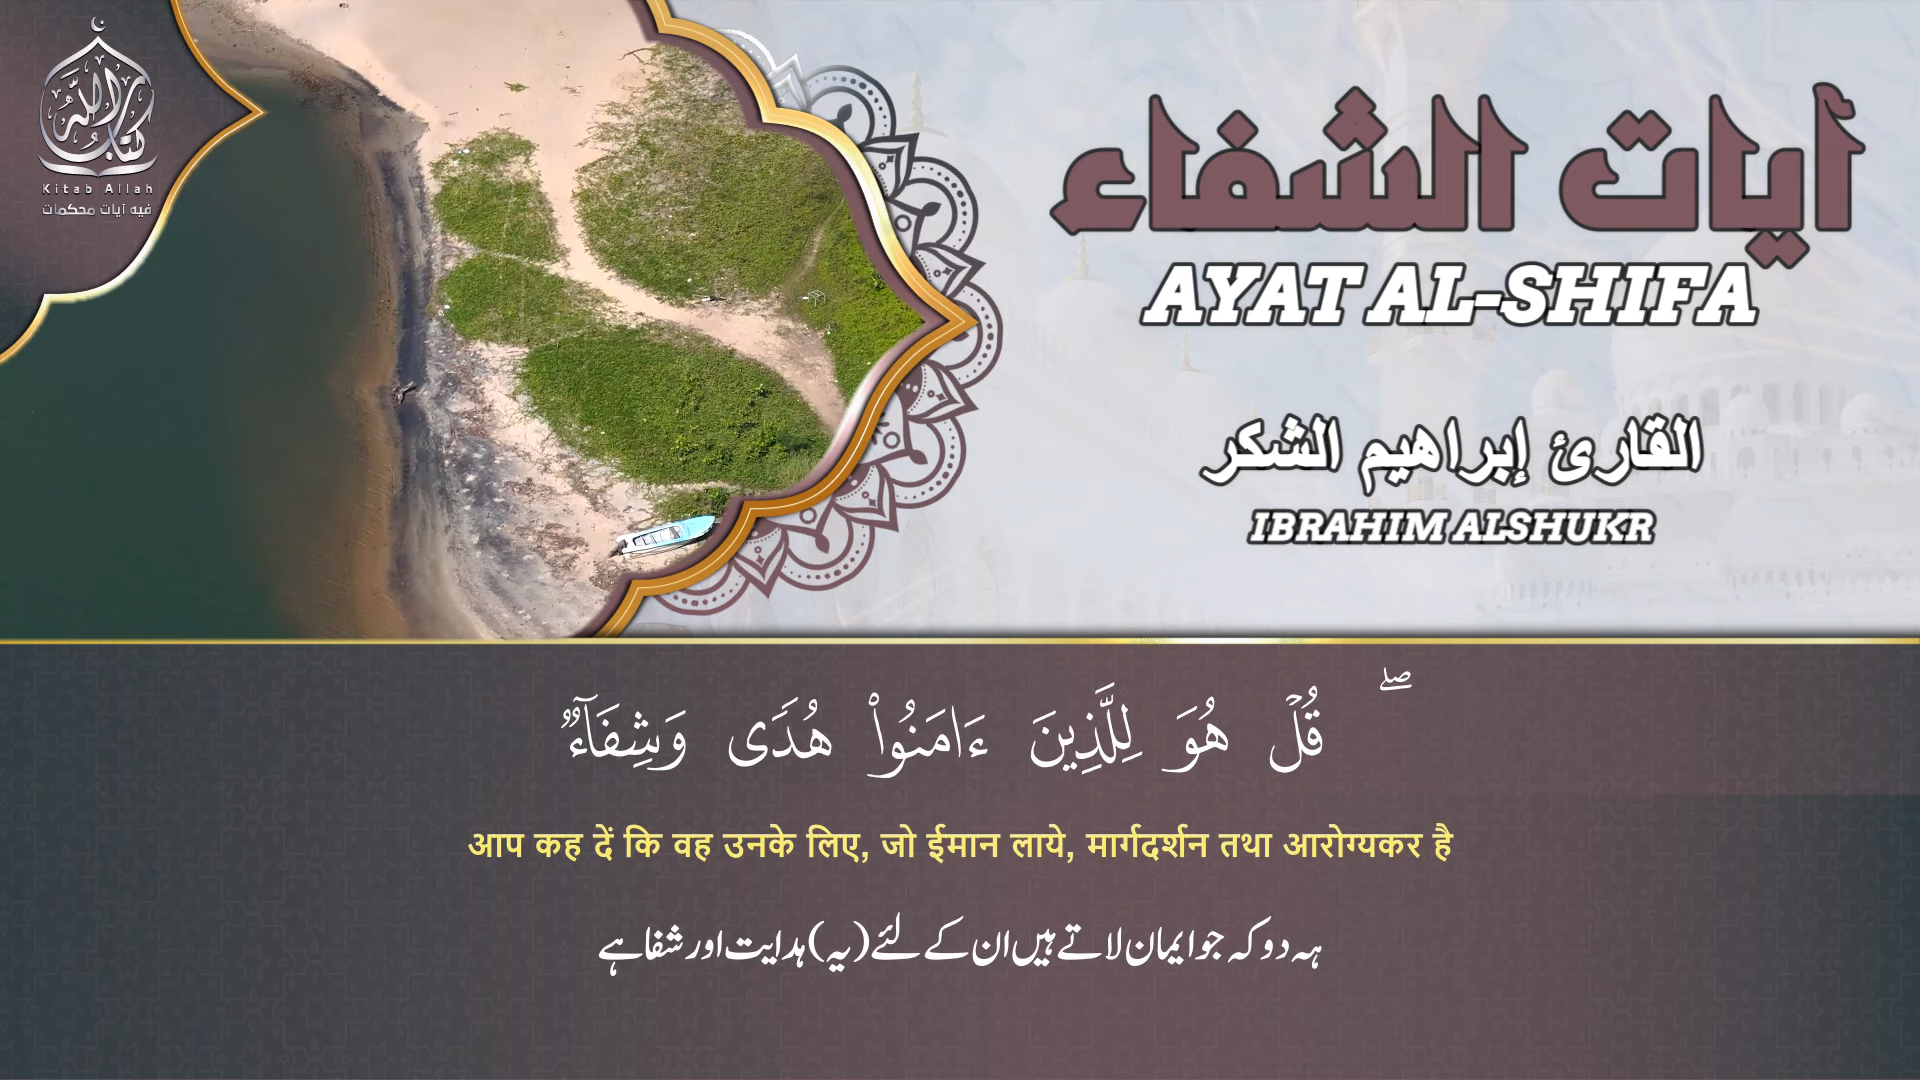 كتاب الله
Kitab Allah
فيه آيات محكمات
آيات الشفاء
AYAT AL-SHIFA
القارئ إبراهيم الشكر
IBRAHIM ALSHUKR
ۖ قُلۡ هُوَ لِلَّذِينَ ءَامَنُواْ هُدٗى وَشِفَآءٞۚ
आप कह दें कि वह उनके लिए, जो ईमान लाये, मार्गदर्शन तथा आरोग्यकर है
ہہ دو کہ جو ایمان لاتے ہیں ان کے لئے (یہ) ہدایت اور شفا ہے